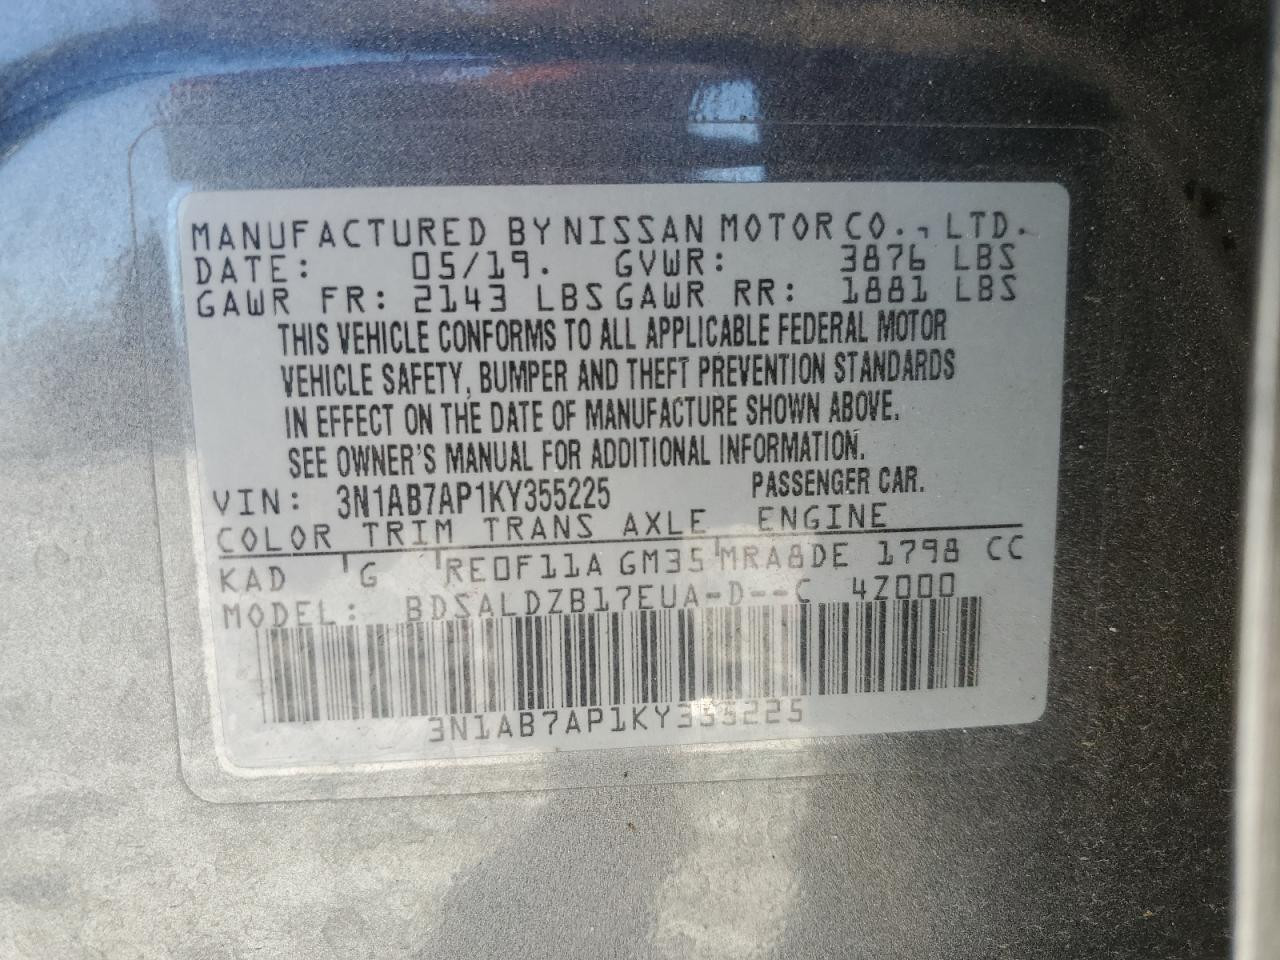 MANUFACTURED BY NISSAN MOTOR CO., LTD.
DATE: 05/19. GVWR: 3876 LBS
GAWR FR: 2143 LBS GAWR RR: 1881 LBS
THIS VEHICLE CONFORMS TO ALL APPLICABLE FEDERAL MOTOR
VEHICLE SAFETY, BUMPER AND THEFT PREVENTION STANDARDS
IN EFFECT ON THE DATE OF MANUFACTURE SHOWN ABOVE.
SEE OWNER'S MANUAL FOR ADDITIONAL INFORMATION.
VIN: 3N1AB7AP1KY355225 PASSENGER CAR.
COLOR TRIM TRANS AXLE ENGINE
KAD G RE0F11A GM35 MRA8DE 1798 CC
MODEL: BDSALDZB17EUA-D--C 4Z000
3N1AB7AP1KY355225